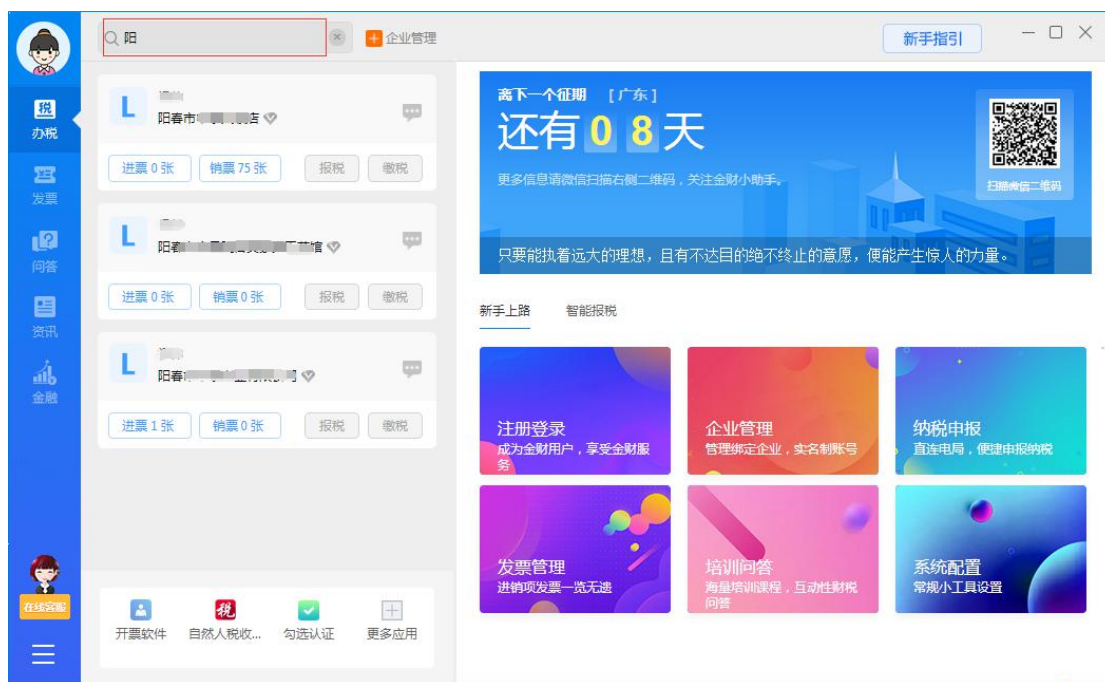 阳
企业管理
新手指引
税
办税
发票
问答
资讯
金融
在线客服
L
阳春市
店
进票 0 张
销票 75 张
报税
缴税
L
阳春
馆
进票 0 张
销票 0 张
报税
缴税
L
阳春
进票 1 张
销票 0 张
报税
缴税
开票软件
税
自然人税收...
勾选认证
更多应用
离下一个征期 [广东]
还有 0 8 天
更多信息请微信扫描右侧二维码，关注金财小助手。
扫描微信二维码
只要能执着远大的理想，且有不达目的绝不终止的意愿，便能产生惊人的力量。
新手上路
智能报税
注册登录
成为金财用户，享受金财服
务
企业管理
管理绑定企业，实名制账号
纳税申报
直连电局，便捷申报纳税
发票管理
进销项发票一览无遗
培训问答
海量培训课程，互动性财税
问答
系统配置
常规小工具设置